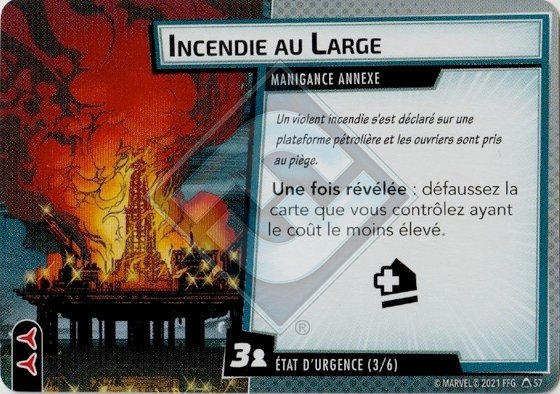 Incendie au Large
MANIGANCE ANNEXE
Un violent incendie s'est déclaré sur une
plateforme pétrolière et les ouvriers sont pris
au piège.
Une fois révélée : défaussez la
carte que vous contrôlez ayant
le coût le moins élevé.
®
3
ÉTAT D'URGENCE (3/6)
© MARVEL © 2021 FFG 57